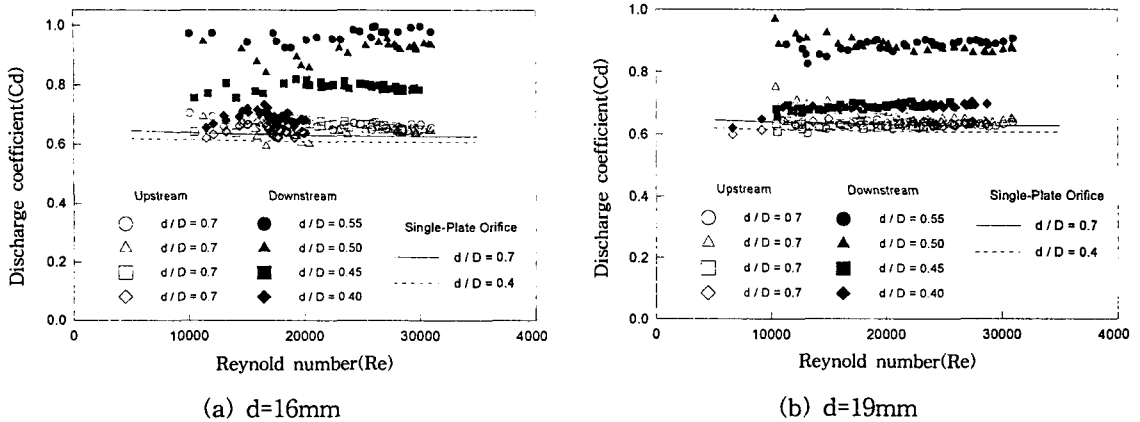 Discharge coefficient(Cd)
1.0
0.8
0.6
0.4
0.2
0.0
Upstream
Downstream
Single-Plate Orifice
d / D = 0.7
d / D = 0.55
d / D = 0.7
d / D = 0.50
d / D = 0.7
d / D = 0.7
d / D = 0.45
d / D = 0.4
d / D = 0.7
d / D = 0.40
0
10000
20000
30000
4000
Reynold number(Re)
(a) d=16mm
Discharge coefficient(Cd)
1.0
0.8
0.6
0.4
0.2
0.0
Upstream
Downstream
Single-Plate Orifice
d / D = 0.7
d / D = 0.55
d / D = 0.7
d / D = 0.7
d / D = 0.50
d / D = 0.4
d / D = 0.7
d / D = 0.45
d / D = 0.7
d / D = 0.40
0
10000
20000
30000
4000
Reynold number(Re)
(b) d=19mm